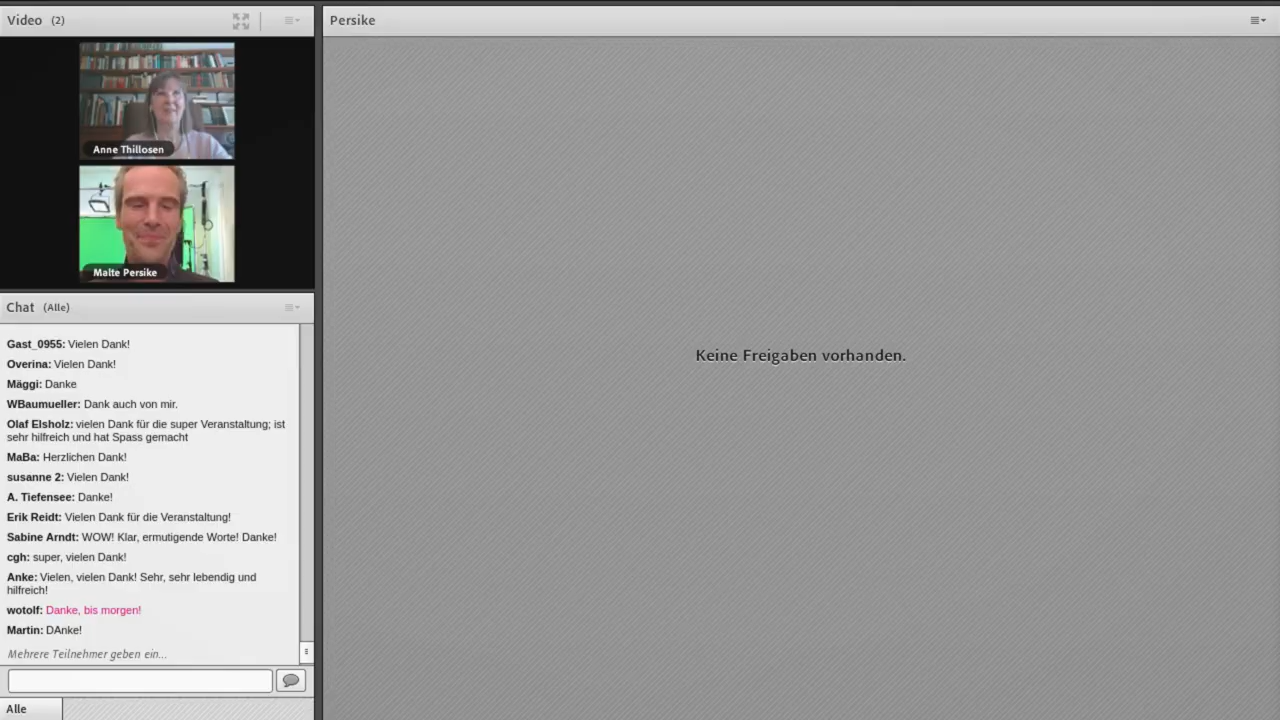 Video (2)
Anne Thillosen
Malte Persike
Chat (Alle)
Gast_0955: Vielen Dank!
Overina: Vielen Dank!
Mäggi: Danke
WBaumueller: Dank auch von mir.
Olaf Elsholz: vielen Dank für die super Veranstaltung; ist
sehr hilfreich und hat Spass gemacht
MaBa: Herzlichen Dank!
susanne 2: Vielen Dank!
A. Tiefensee: Danke!
Erik Reidt: Vielen Dank für die Veranstaltung!
Sabine Arndt: WOW! Klar, ermutigende Worte! Danke!
cgh: super, vielen Dank!
Anke: Vielen, vielen Dank! Sehr, sehr lebendig und
hilfreich!
wotolf: Danke, bis morgen!
Martin: DAnke!
Mehrere Teilnehmer geben ein...
Alle
Persike
Keine Freigaben vorhanden.